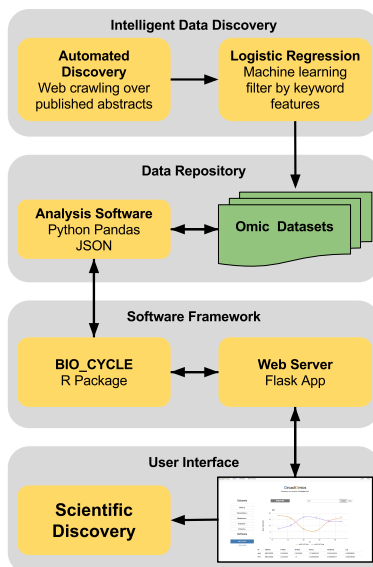 Intelligent Data Discovery
Automated
Discovery
Web crawling over
published abstracts
Logistic Regression
Machine learning
filter by keyword
features
Data Repository
Analysis Software
Python Pandas
JSON
Omic Datasets
Software Framework
BIO_CYCLE
R Package
Web Server
Flask App
User Interface
Scientific
Discovery